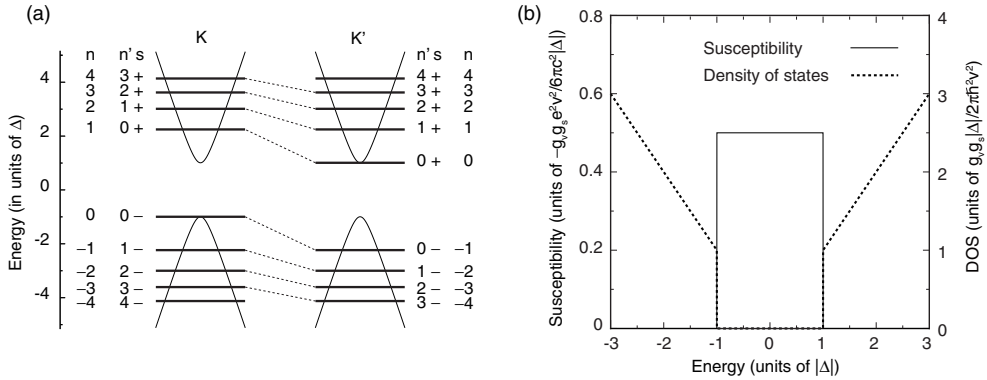 (a)
K K'
n n' s n' s n
4 3 + 4 + 4
3 2 + 3 + 3
2 1 + 2 + 2
1 0 + 1 + 1
0 + 0
0 0 −
−1 1 − 0 − −1
−2 2 − 1 − −2
−3 3 − 2 − −3
−4 4 − 3 − −4
4
2
0
-2
-4
Energy (in units of Δ)
(b)
Susceptibility
Density of states
0.8
0.6
0.4
0.2
0
Susceptibility (units of −gᵥgₛe²v²/6πc²|Δ|)
4
3
2
1
0
DOS (units of gᵥgₛ|Δ|/2πħ²v²)
-3 -2 -1 0 1 2 3
Energy (units of |Δ|)